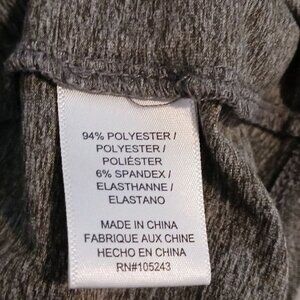 94% POLYESTER /
POLYESTER /
POLIÉSTER
6% SPANDEX /
ELASTHANNE /
ELASTANO
MADE IN CHINA
FABRIQUE AUX CHINE
HECHO EN CHINA
RN#105243